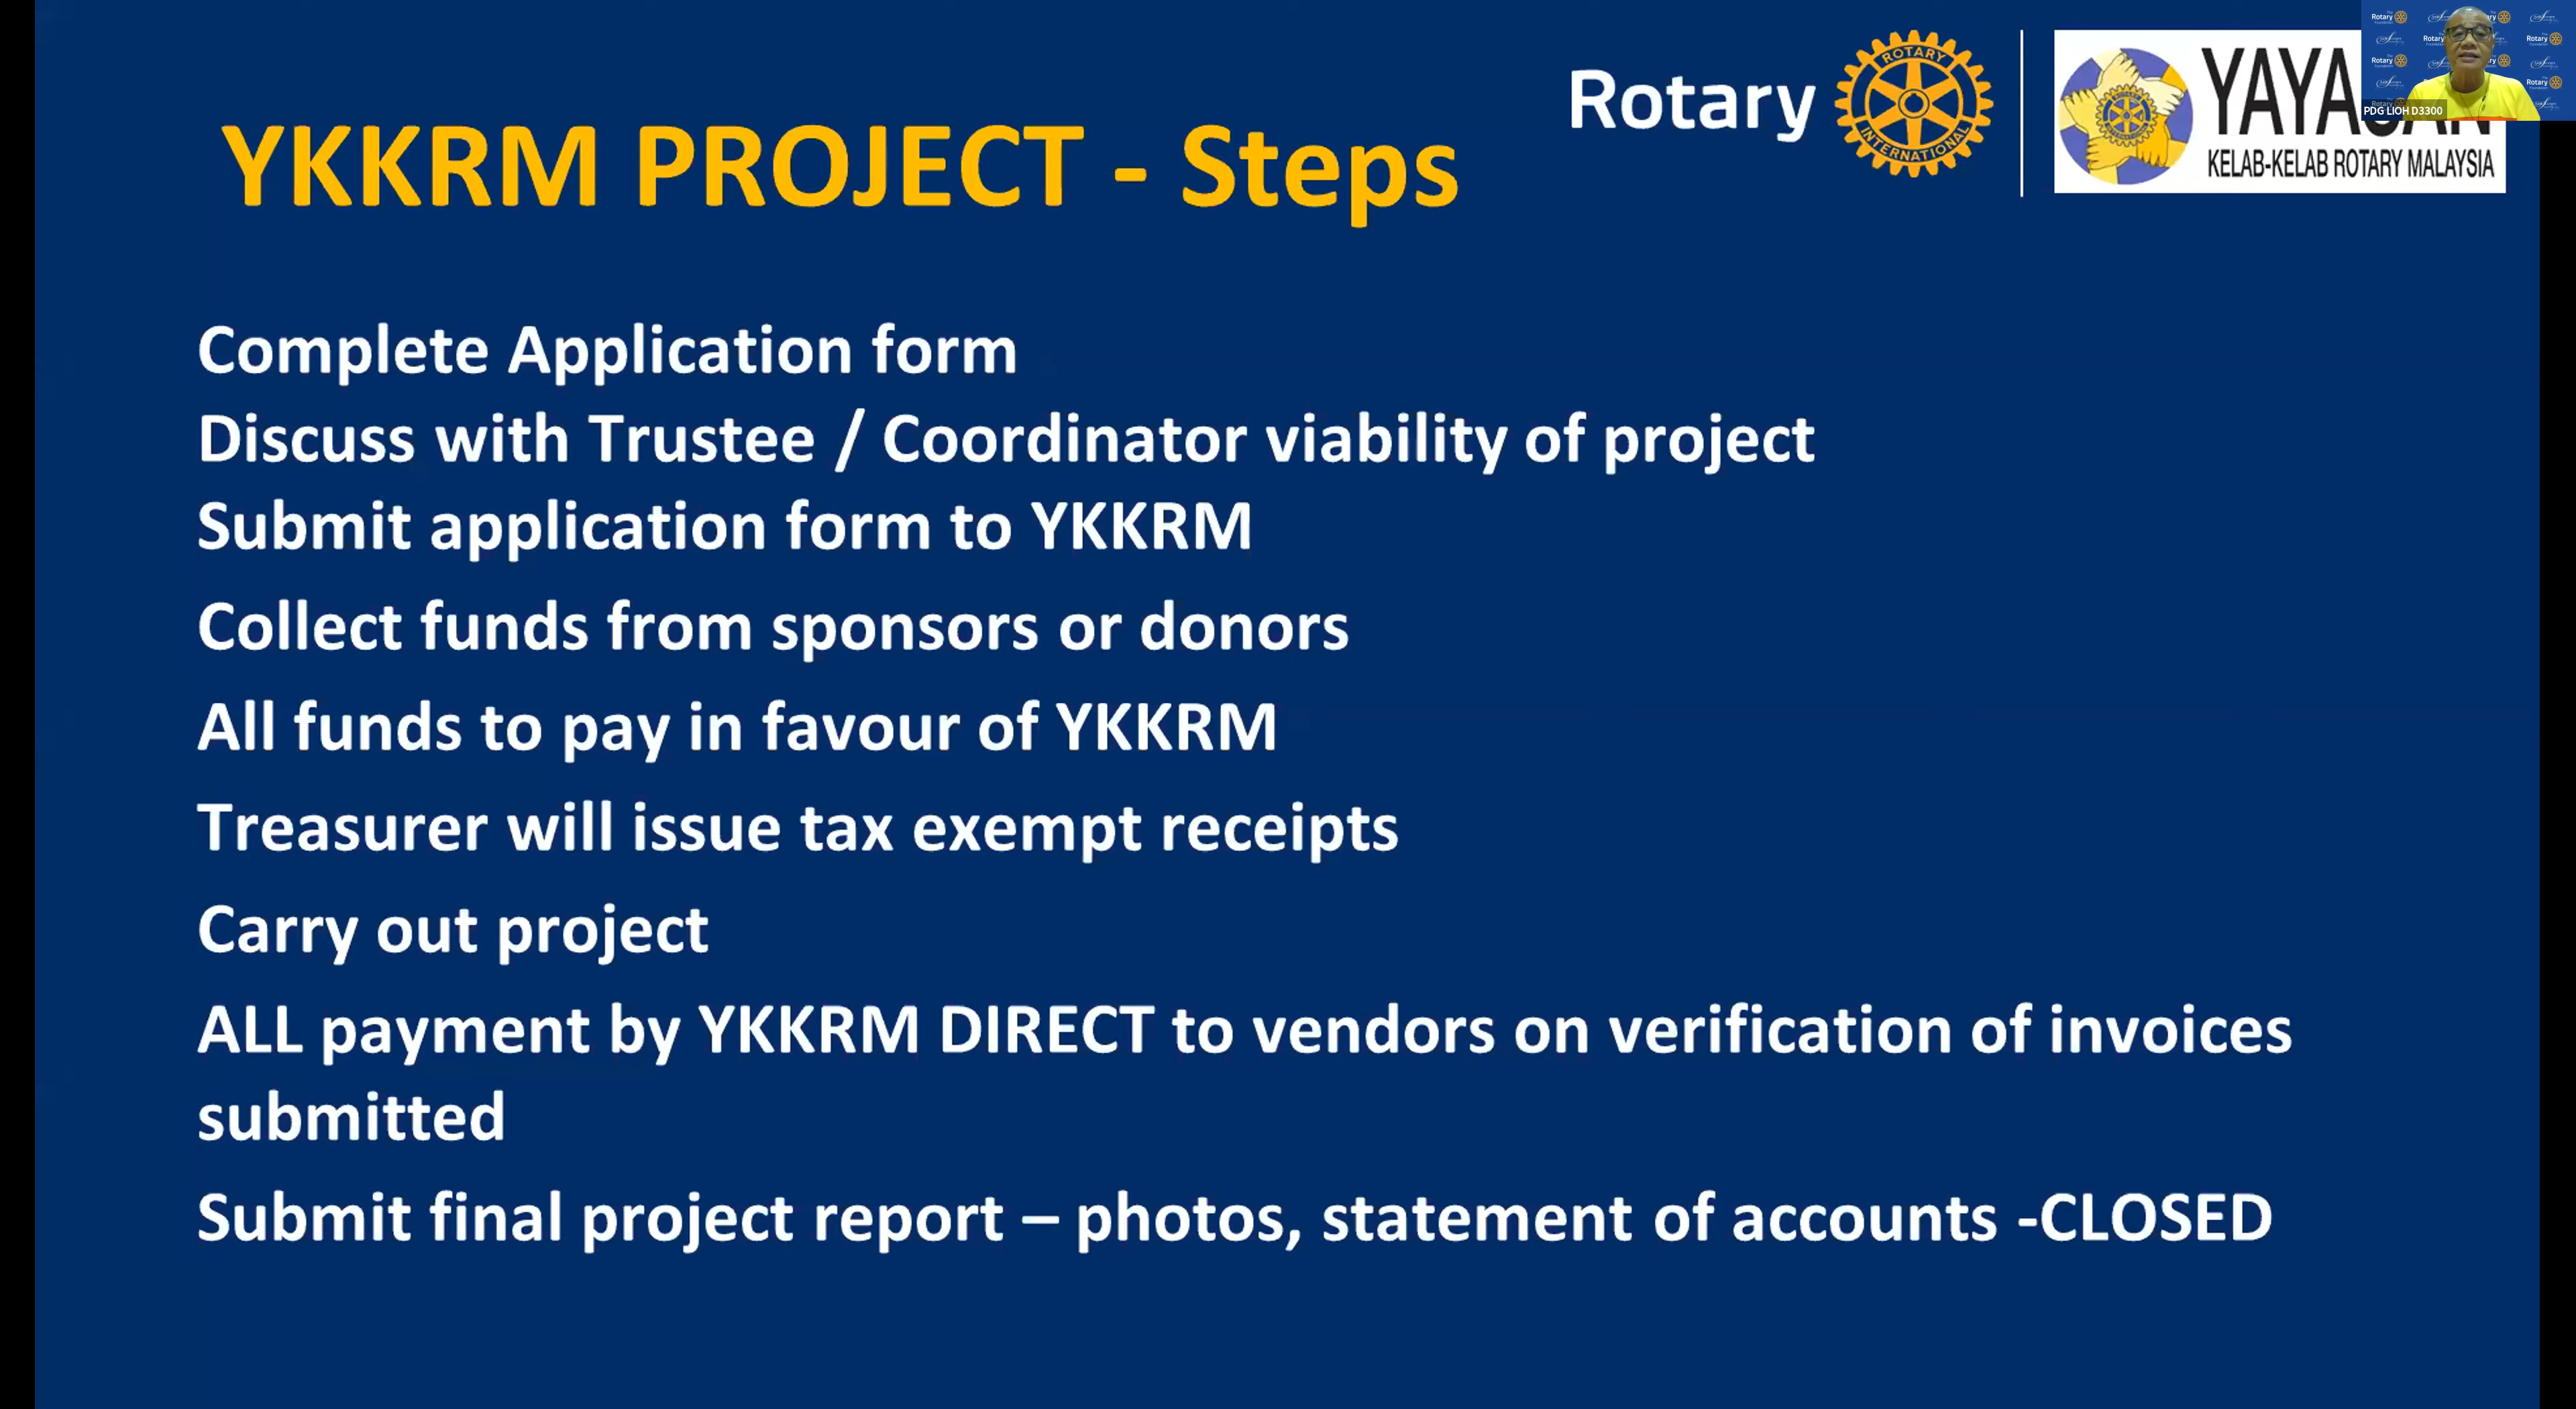 Rotary
ROTARY
INTERNATIONAL
KELAB-KELAB ROTARY MALAYSIA
PDG LIOH D3300
YKKRM PROJECT - Steps
Complete Application form
Discuss with Trustee / Coordinator viability of project
Submit application form to YKKRM
Collect funds from sponsors or donors
All funds to pay in favour of YKKRM
Treasurer will issue tax exempt receipts
Carry out project
ALL payment by YKKRM DIRECT to vendors on verification of invoices
submitted
Submit final project report – photos, statement of accounts -CLOSED